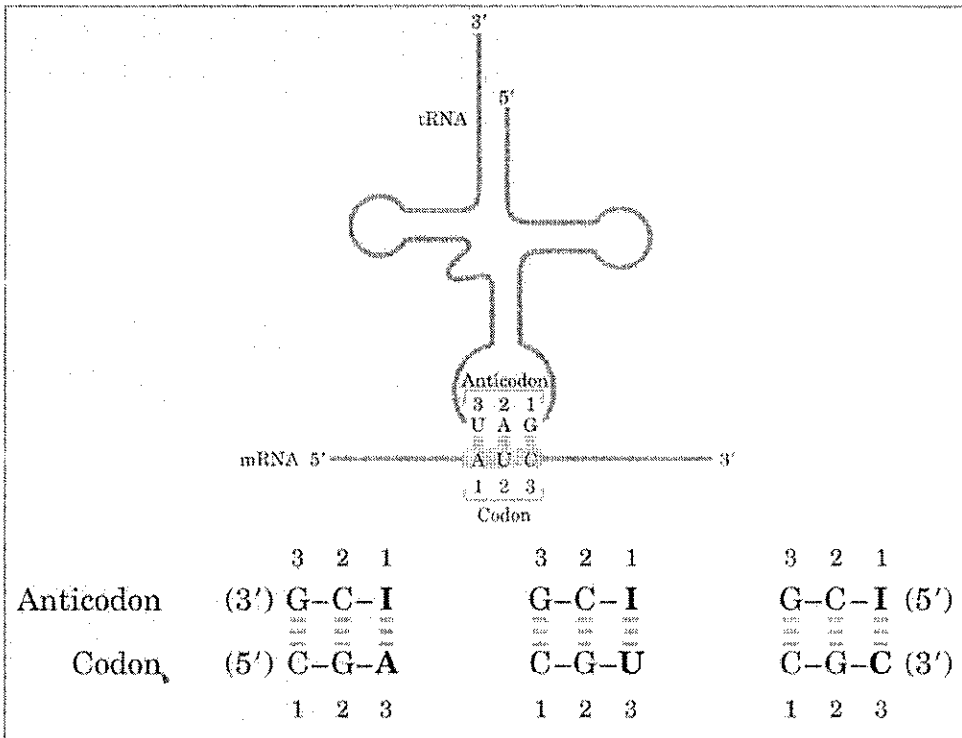 3′
5′
tRNA
Anticodon
3 2 1
U A G
mRNA 5′ A U C 3′
1 2 3
Codon
3 2 1 3 2 1 3 2 1
Anticodon (3′) G–C–I G–C–I G–C–I (5′)
Codon (5′) C–G–A C–G–U C–G–C (3′)
1 2 3 1 2 3 1 2 3